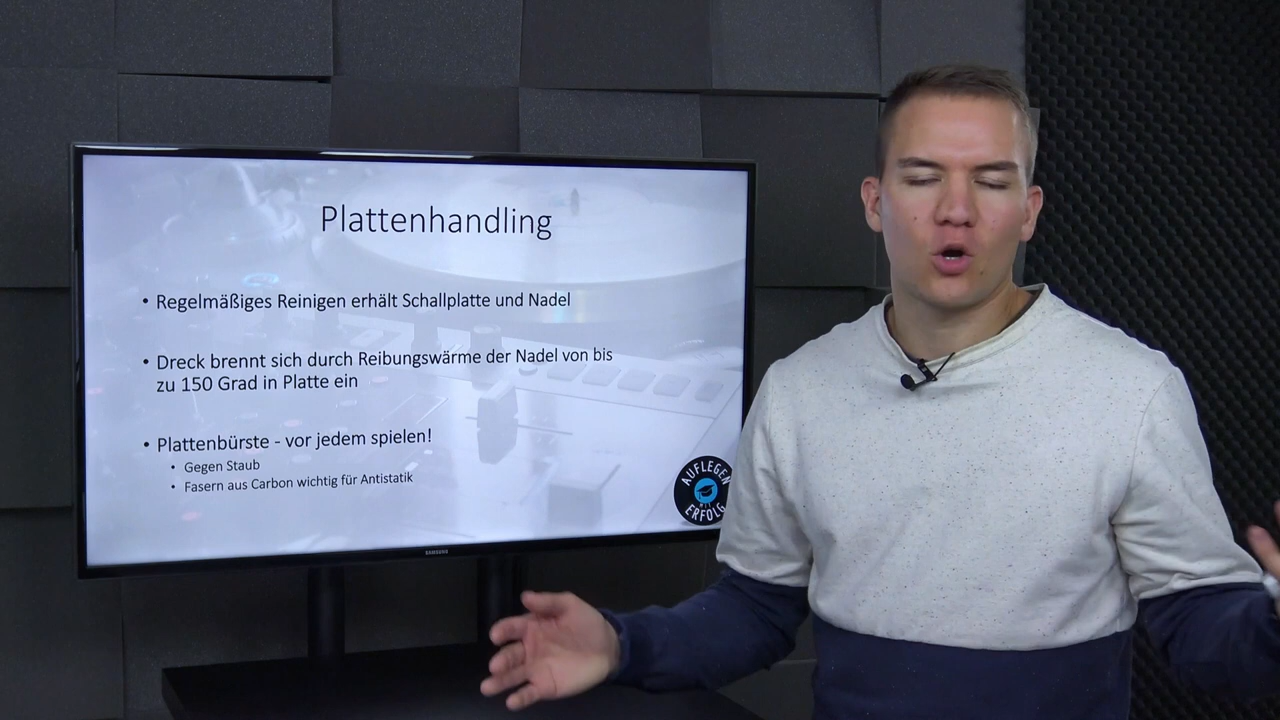 Plattenhandling
• Regelmäßiges Reinigen erhält Schallplatte und Nadel
• Dreck brennt sich durch Reibungswärme der Nadel von bis
zu 150 Grad in Platte ein
• Plattenbürste - vor jedem spielen!
• Gegen Staub
• Fasern aus Carbon wichtig für Antistatik
AUFLEGEN
MIT
ERFOLG
SAMSUNG